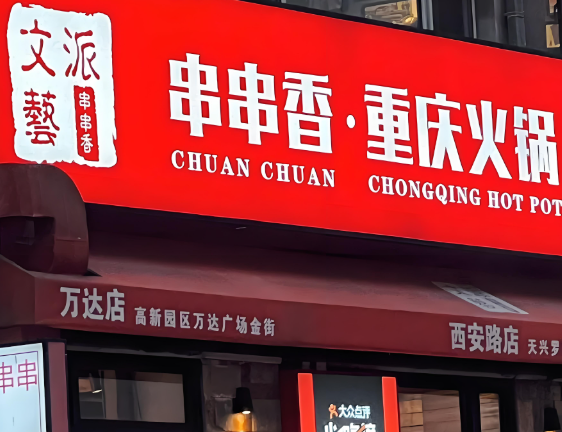 文派
藝
串串香
串串香·重庆火锅
CHUAN CHUAN CHONGQING HOT POT
万达店 高新园区万达广场金街
西安路店 天兴罗
串串
大众点评